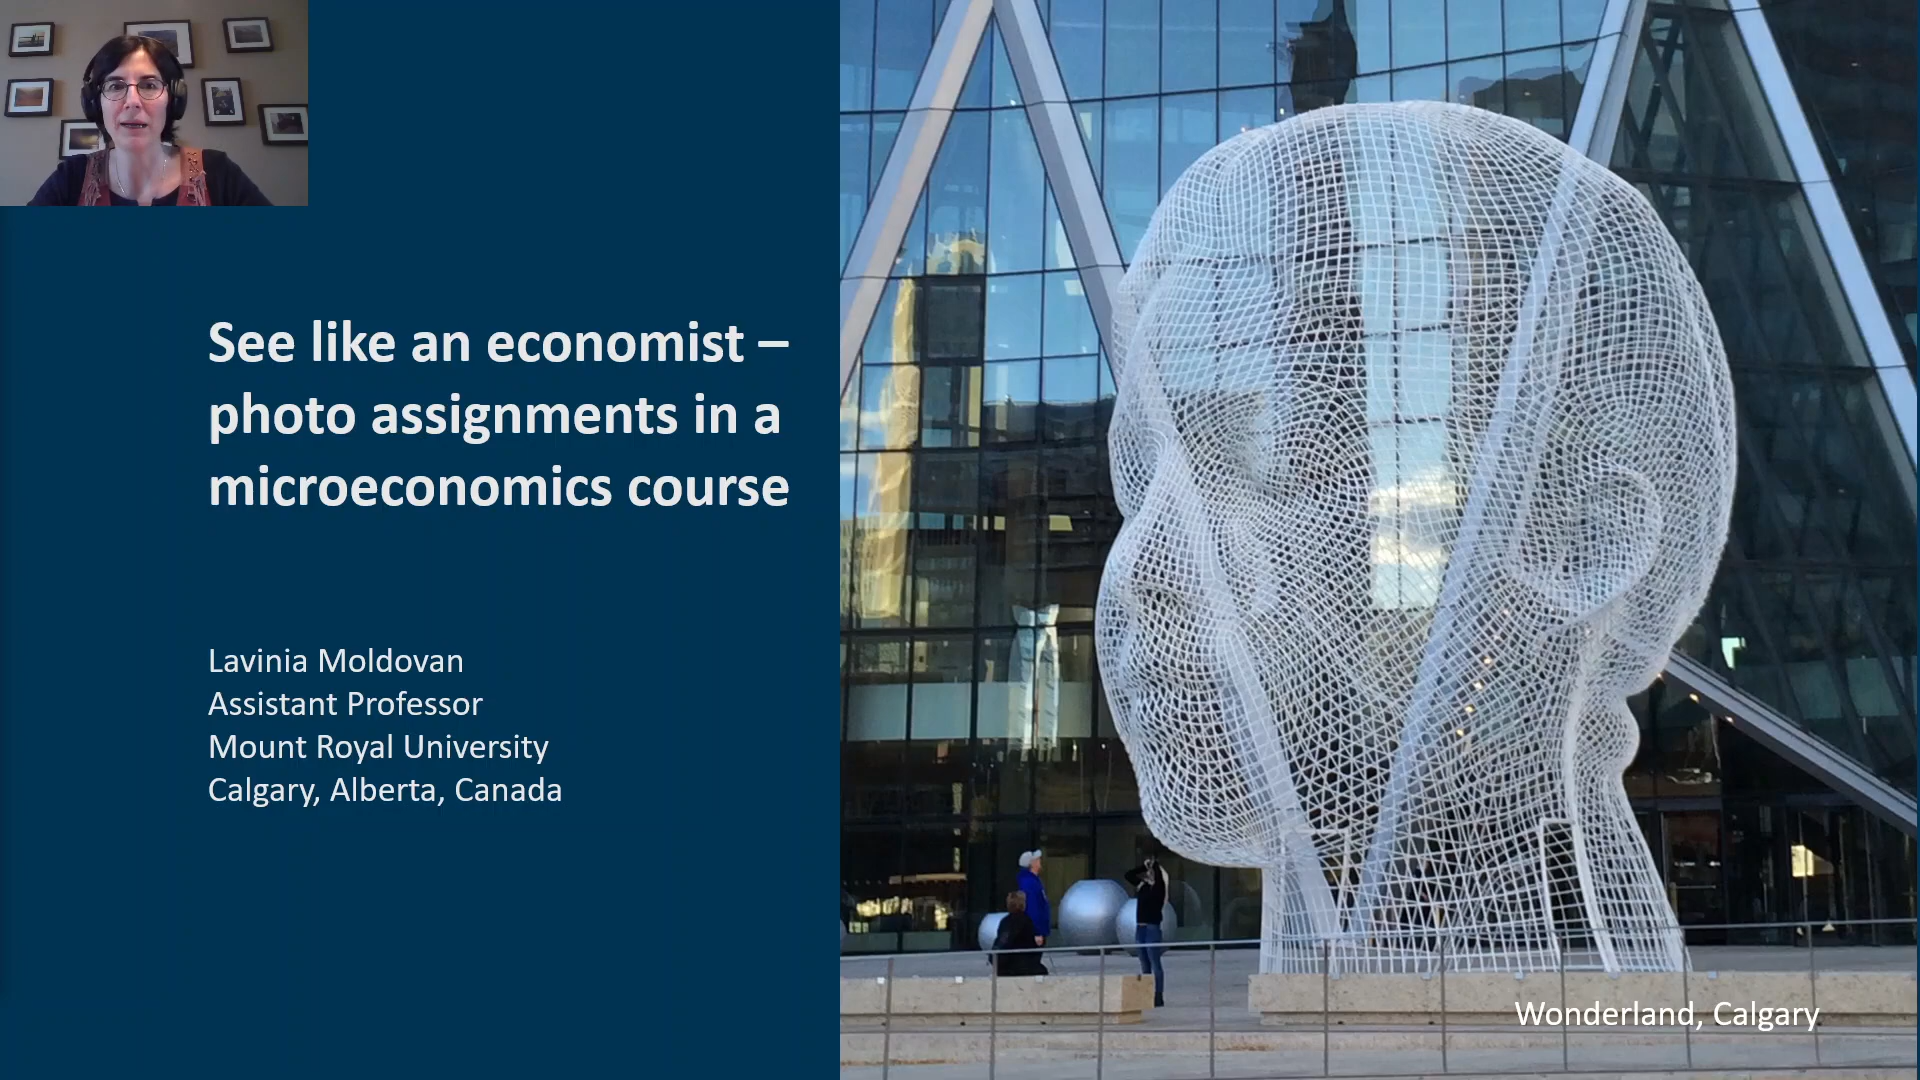 See like an economist –
photo assignments in a
microeconomics course
Lavinia Moldovan
Assistant Professor
Mount Royal University
Calgary, Alberta, Canada
Wonderland, Calgary